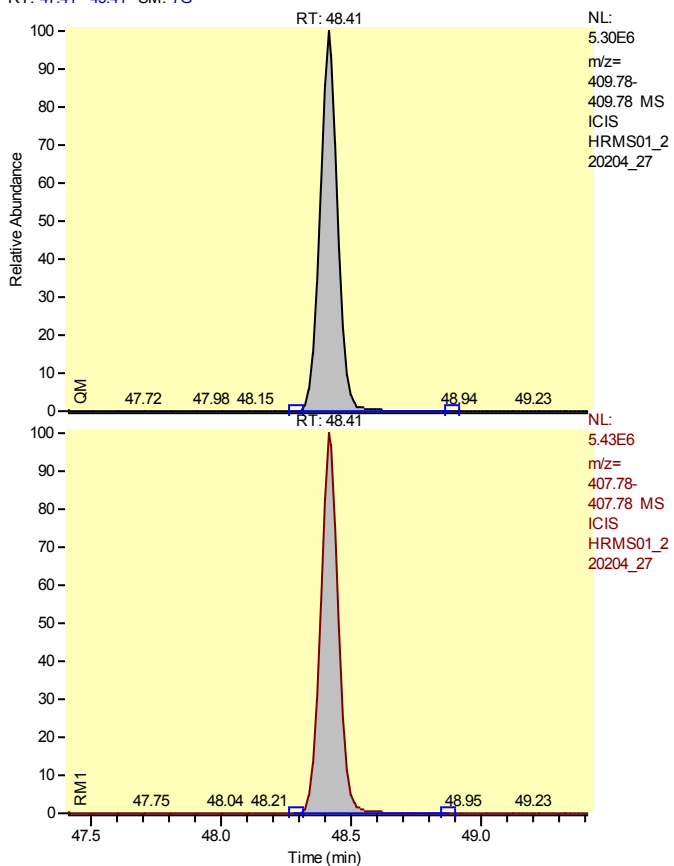 RT: 48.41
NL:
5.30E6
m/z=
409.78-
409.78 MS
ICIS
HRMS01_2
20204_27
100
90
80
70
60
50
40
30
20
10
0
Relative Abundance
QM
47.72 47.98 48.15 48.94 49.23
RT: 48.41
NL:
5.43E6
m/z=
407.78-
407.78 MS
ICIS
HRMS01_2
20204_27
100
90
80
70
60
50
40
30
20
10
0
RM1
47.75 48.04 48.21 48.95 49.23
47.5 48.0 48.5 49.0
Time (min)